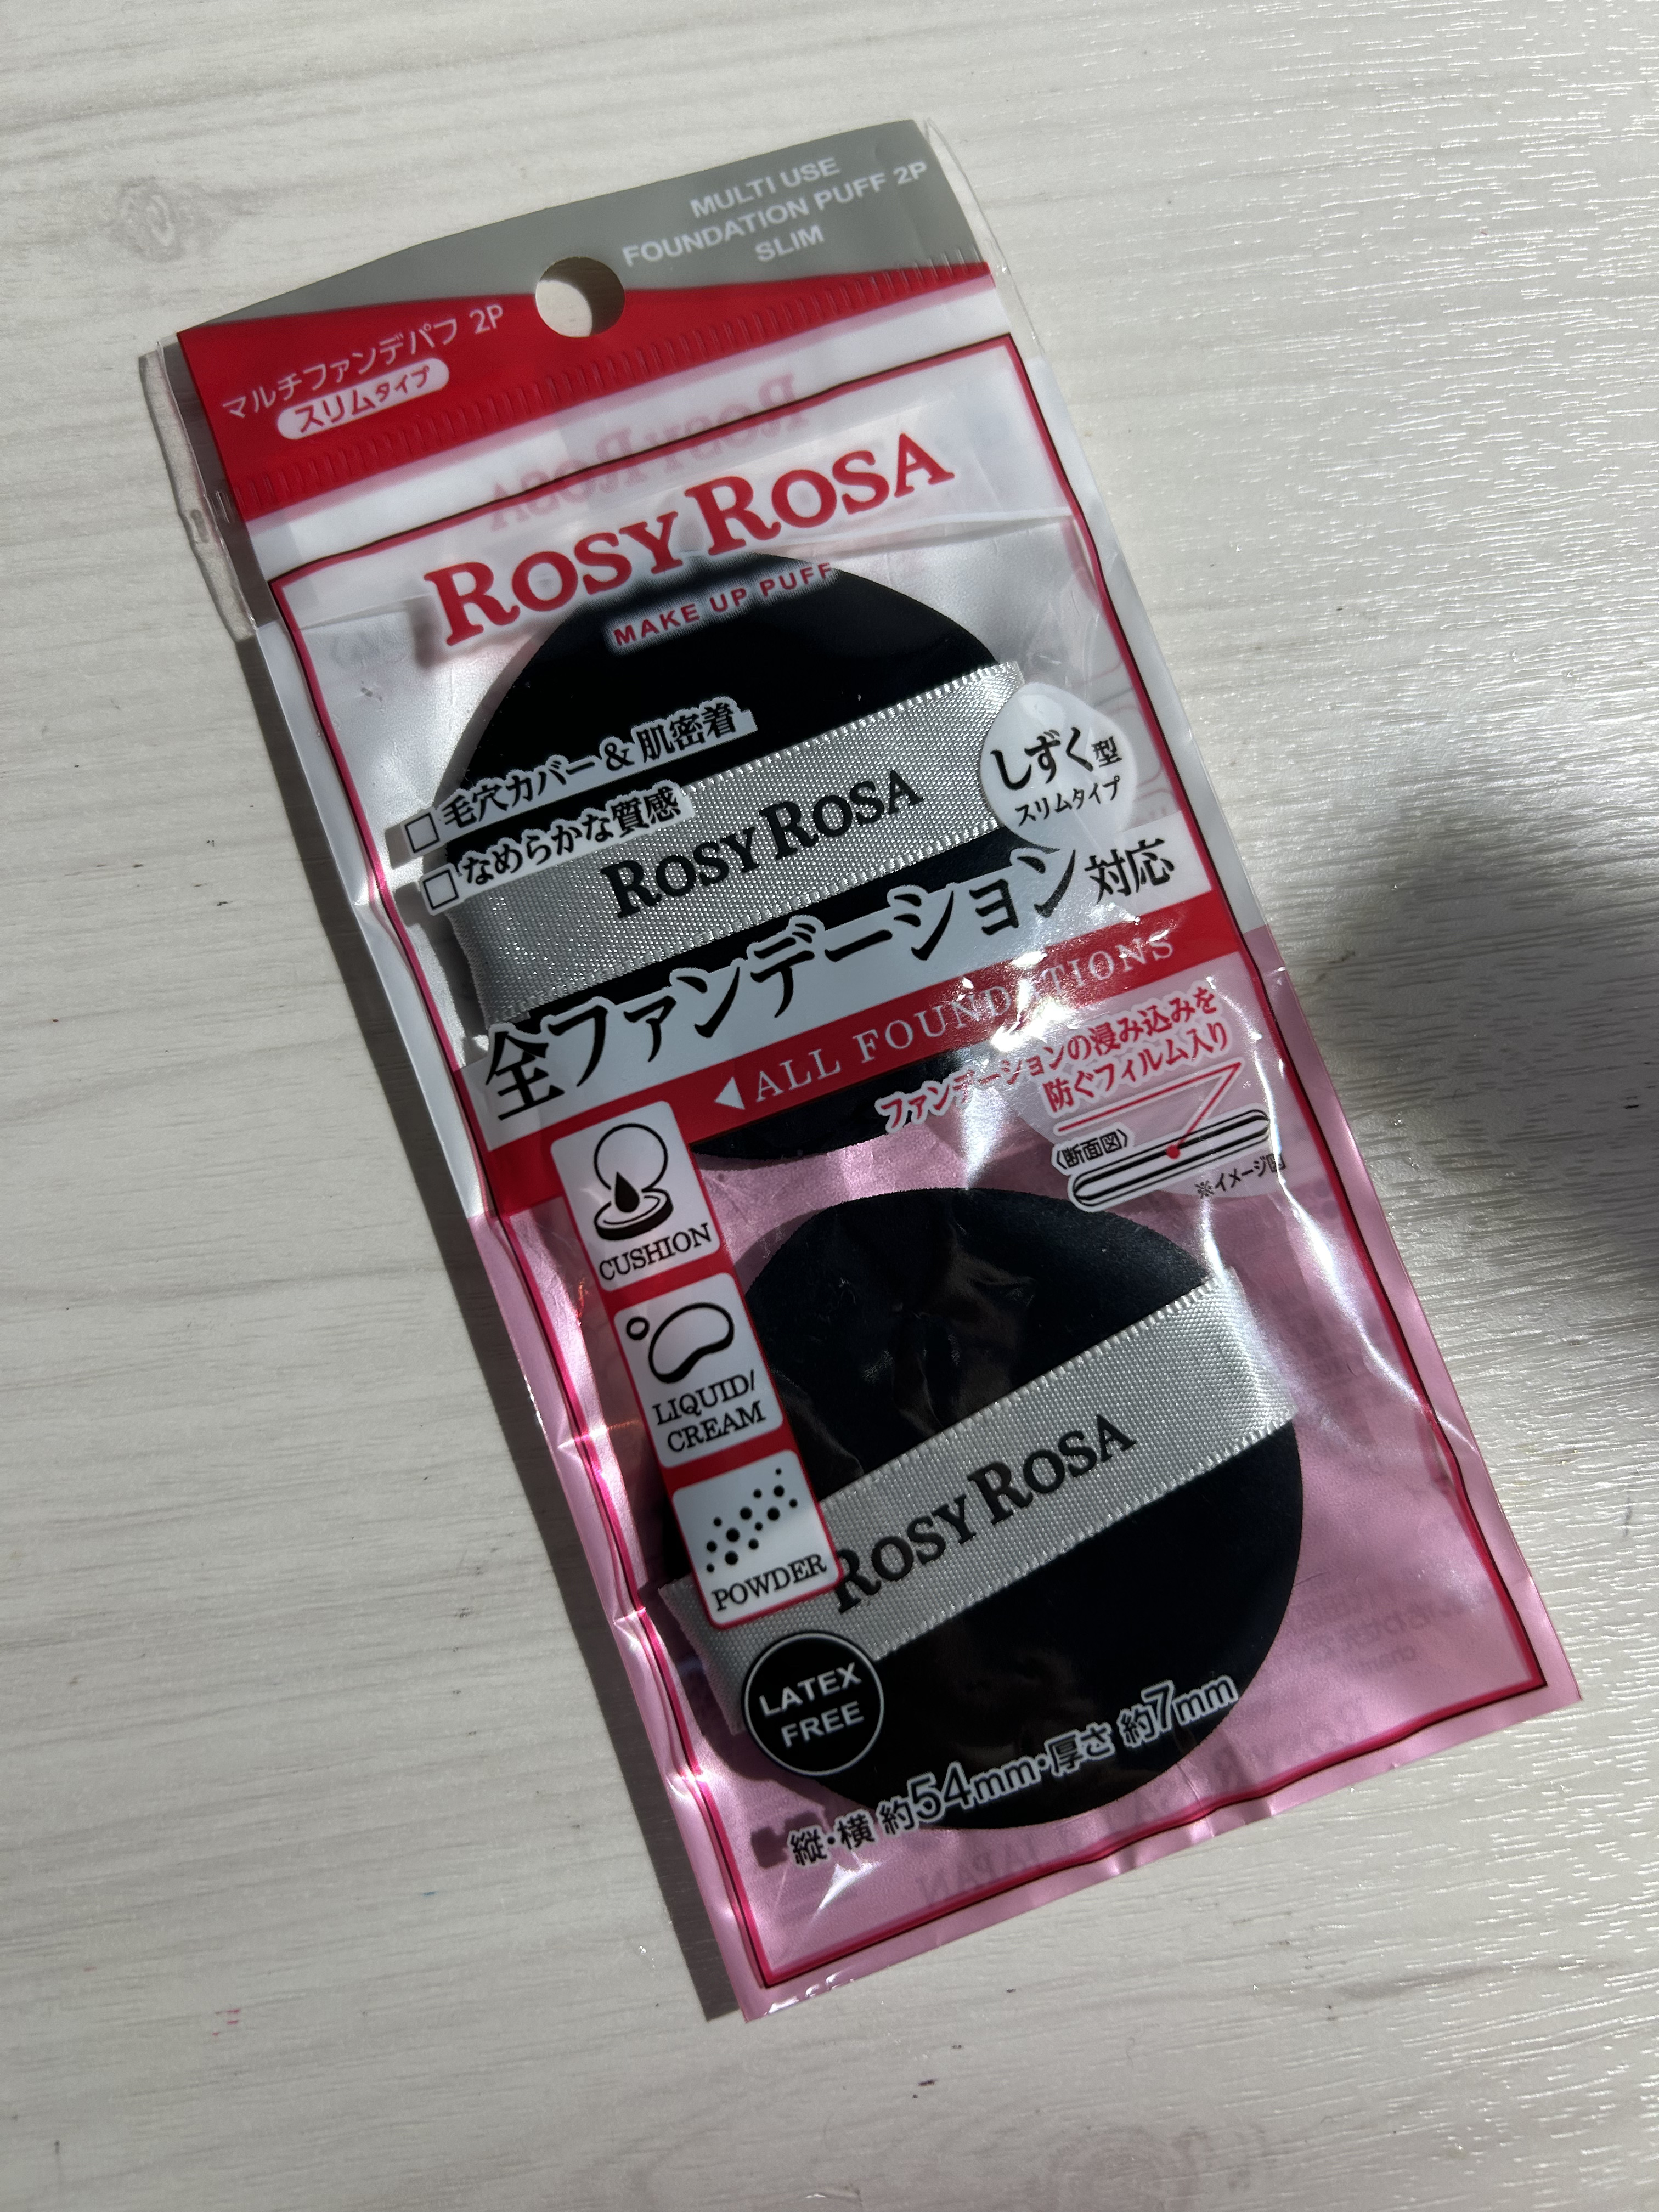 MULTI USE
FOUNDATION PUFF 2P
SLIM
マルチファンデパフ 2P
スリムタイプ
ROSY ROSA
MAKE UP PUFF
□ 毛穴カバー & 肌密着
□ なめらかな質感
ROSY ROSA
しずく型
スリムタイプ
全ファンデーション対応
ALL FOUNDATIONS
ファンデーションの浸み込みを
防ぐフィルム入り
〈断面図〉
※イメージ図
CUSHION
LIQUID/
CREAM
POWDER
ROSY ROSA
LATEX
FREE
縦・横 約54mm・厚さ 約7mm